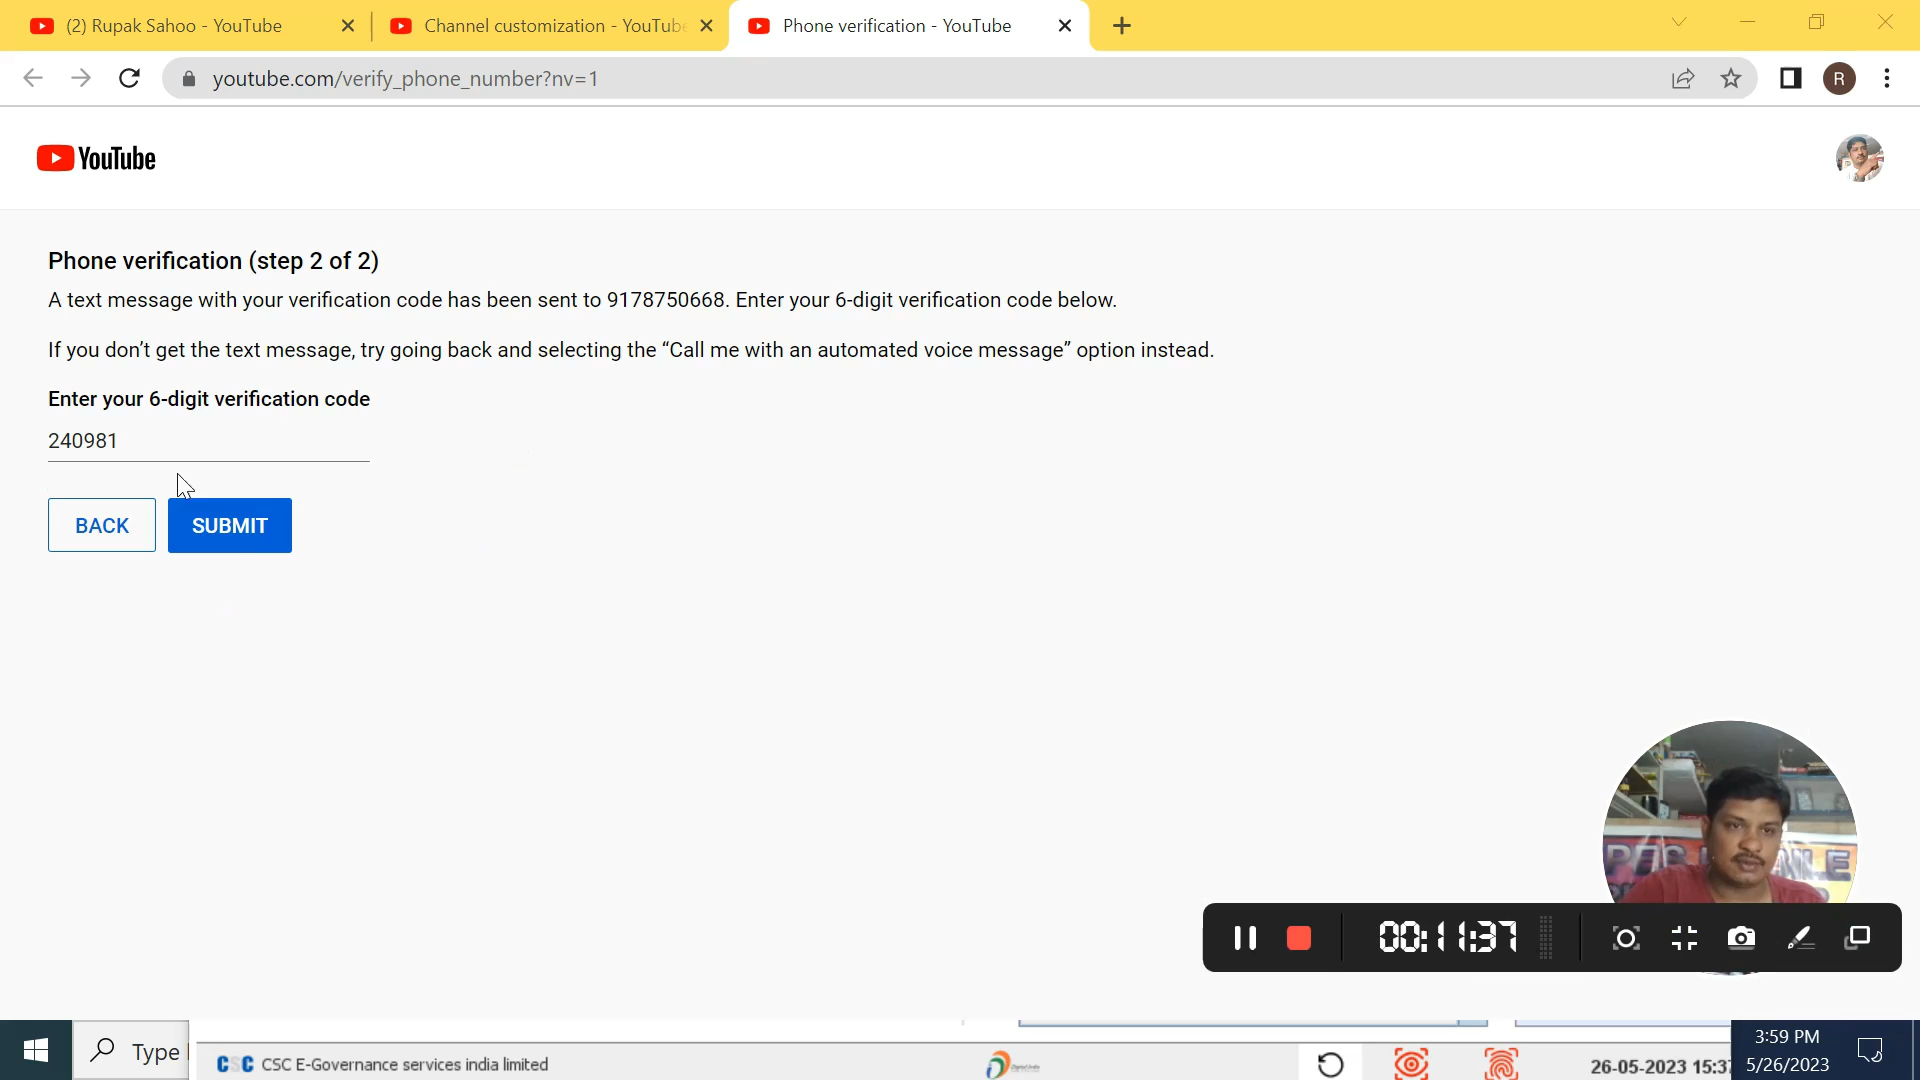 (2) Rupak Sahoo - YouTube
Channel customization - YouTube
Phone verification - YouTube
youtube.com/verify_phone_number?nv=1
R
YouTube
Phone verification (step 2 of 2)
A text message with your verification code has been sent to 9178750668. Enter your 6-digit verification code below.
If you don’t get the text message, try going back and selecting the “Call me with an automated voice message” option instead.
Enter your 6-digit verification code
240981
BACK
SUBMIT
00:11:37
3:59 PM
Type
CSC CSC E-Governance services india limited
26-05-2023 15:37
5/26/2023